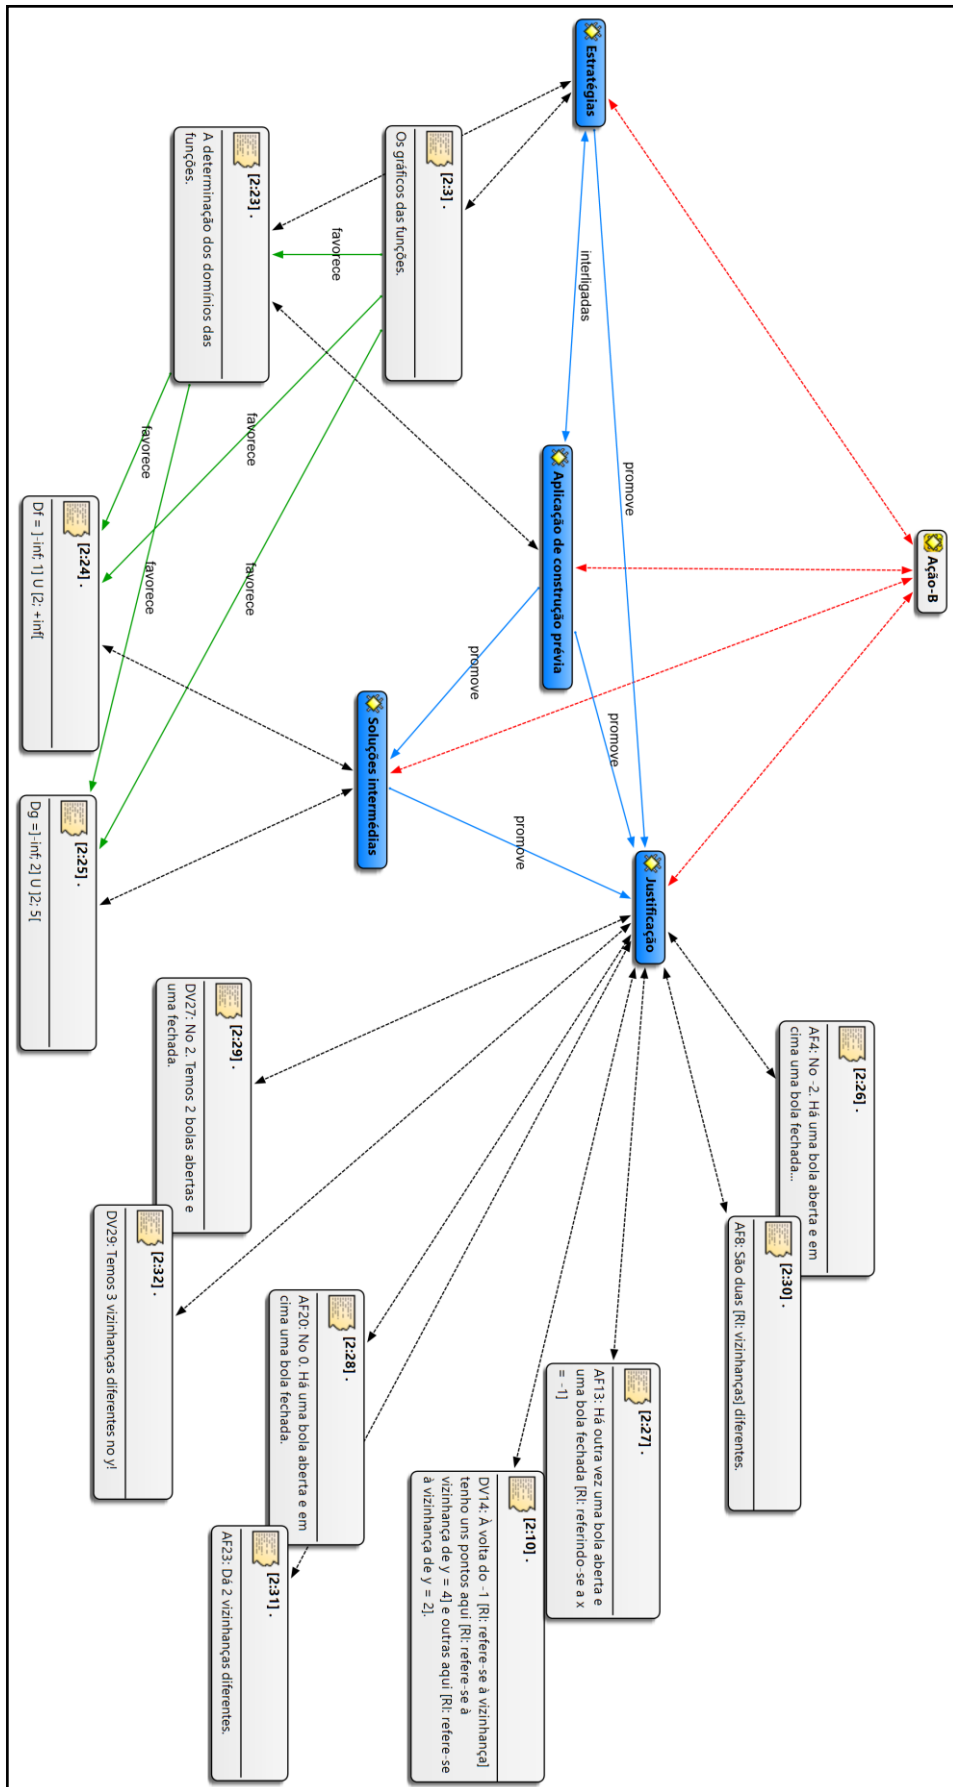 Ação-B
Estratégias
Aplicação de construção prévia
Soluções intermédias
Justificação
interligadas
promove
promove
promove
promove
favorece
favorece
favorece
favorece
favorece
[2:3] .
Os gráficos das funções.
[2:23] .
A determinação dos domínios das
funções.
[2:24] .
Df = ]-inf; 1] U [2; +inf[
[2:25] .
Dg =]-inf; 2] U ]2; 5[
[2:26] .
AF4: No -2. Há uma bola aberta e em
cima uma bola fechada...
[2:30] .
AF8: São duas [RI: vizinhanças] diferentes.
[2:27] .
AF13: Há outra vez uma bola aberta e
uma bola fechada [RI: referindo-se a x
= -1]
[2:10] .
DV14: À volta do -1 [RI: refere-se à vizinhança]
tenho uns pontos aqui [RI: refere-se à
vizinhança de y = 4] e outras aqui [RI: refere-se
à vizinhança de y = 2].
[2:28] .
AF20: No 0. Há uma bola aberta e em
cima uma bola fechada.
[2:31] .
AF23: Dá 2 vizinhanças diferentes.
[2:29] .
DV27: No 2. Temos 2 bolas abertas e
uma fechada.
[2:32] .
DV29: Temos 3 vizinhanças diferentes no y!